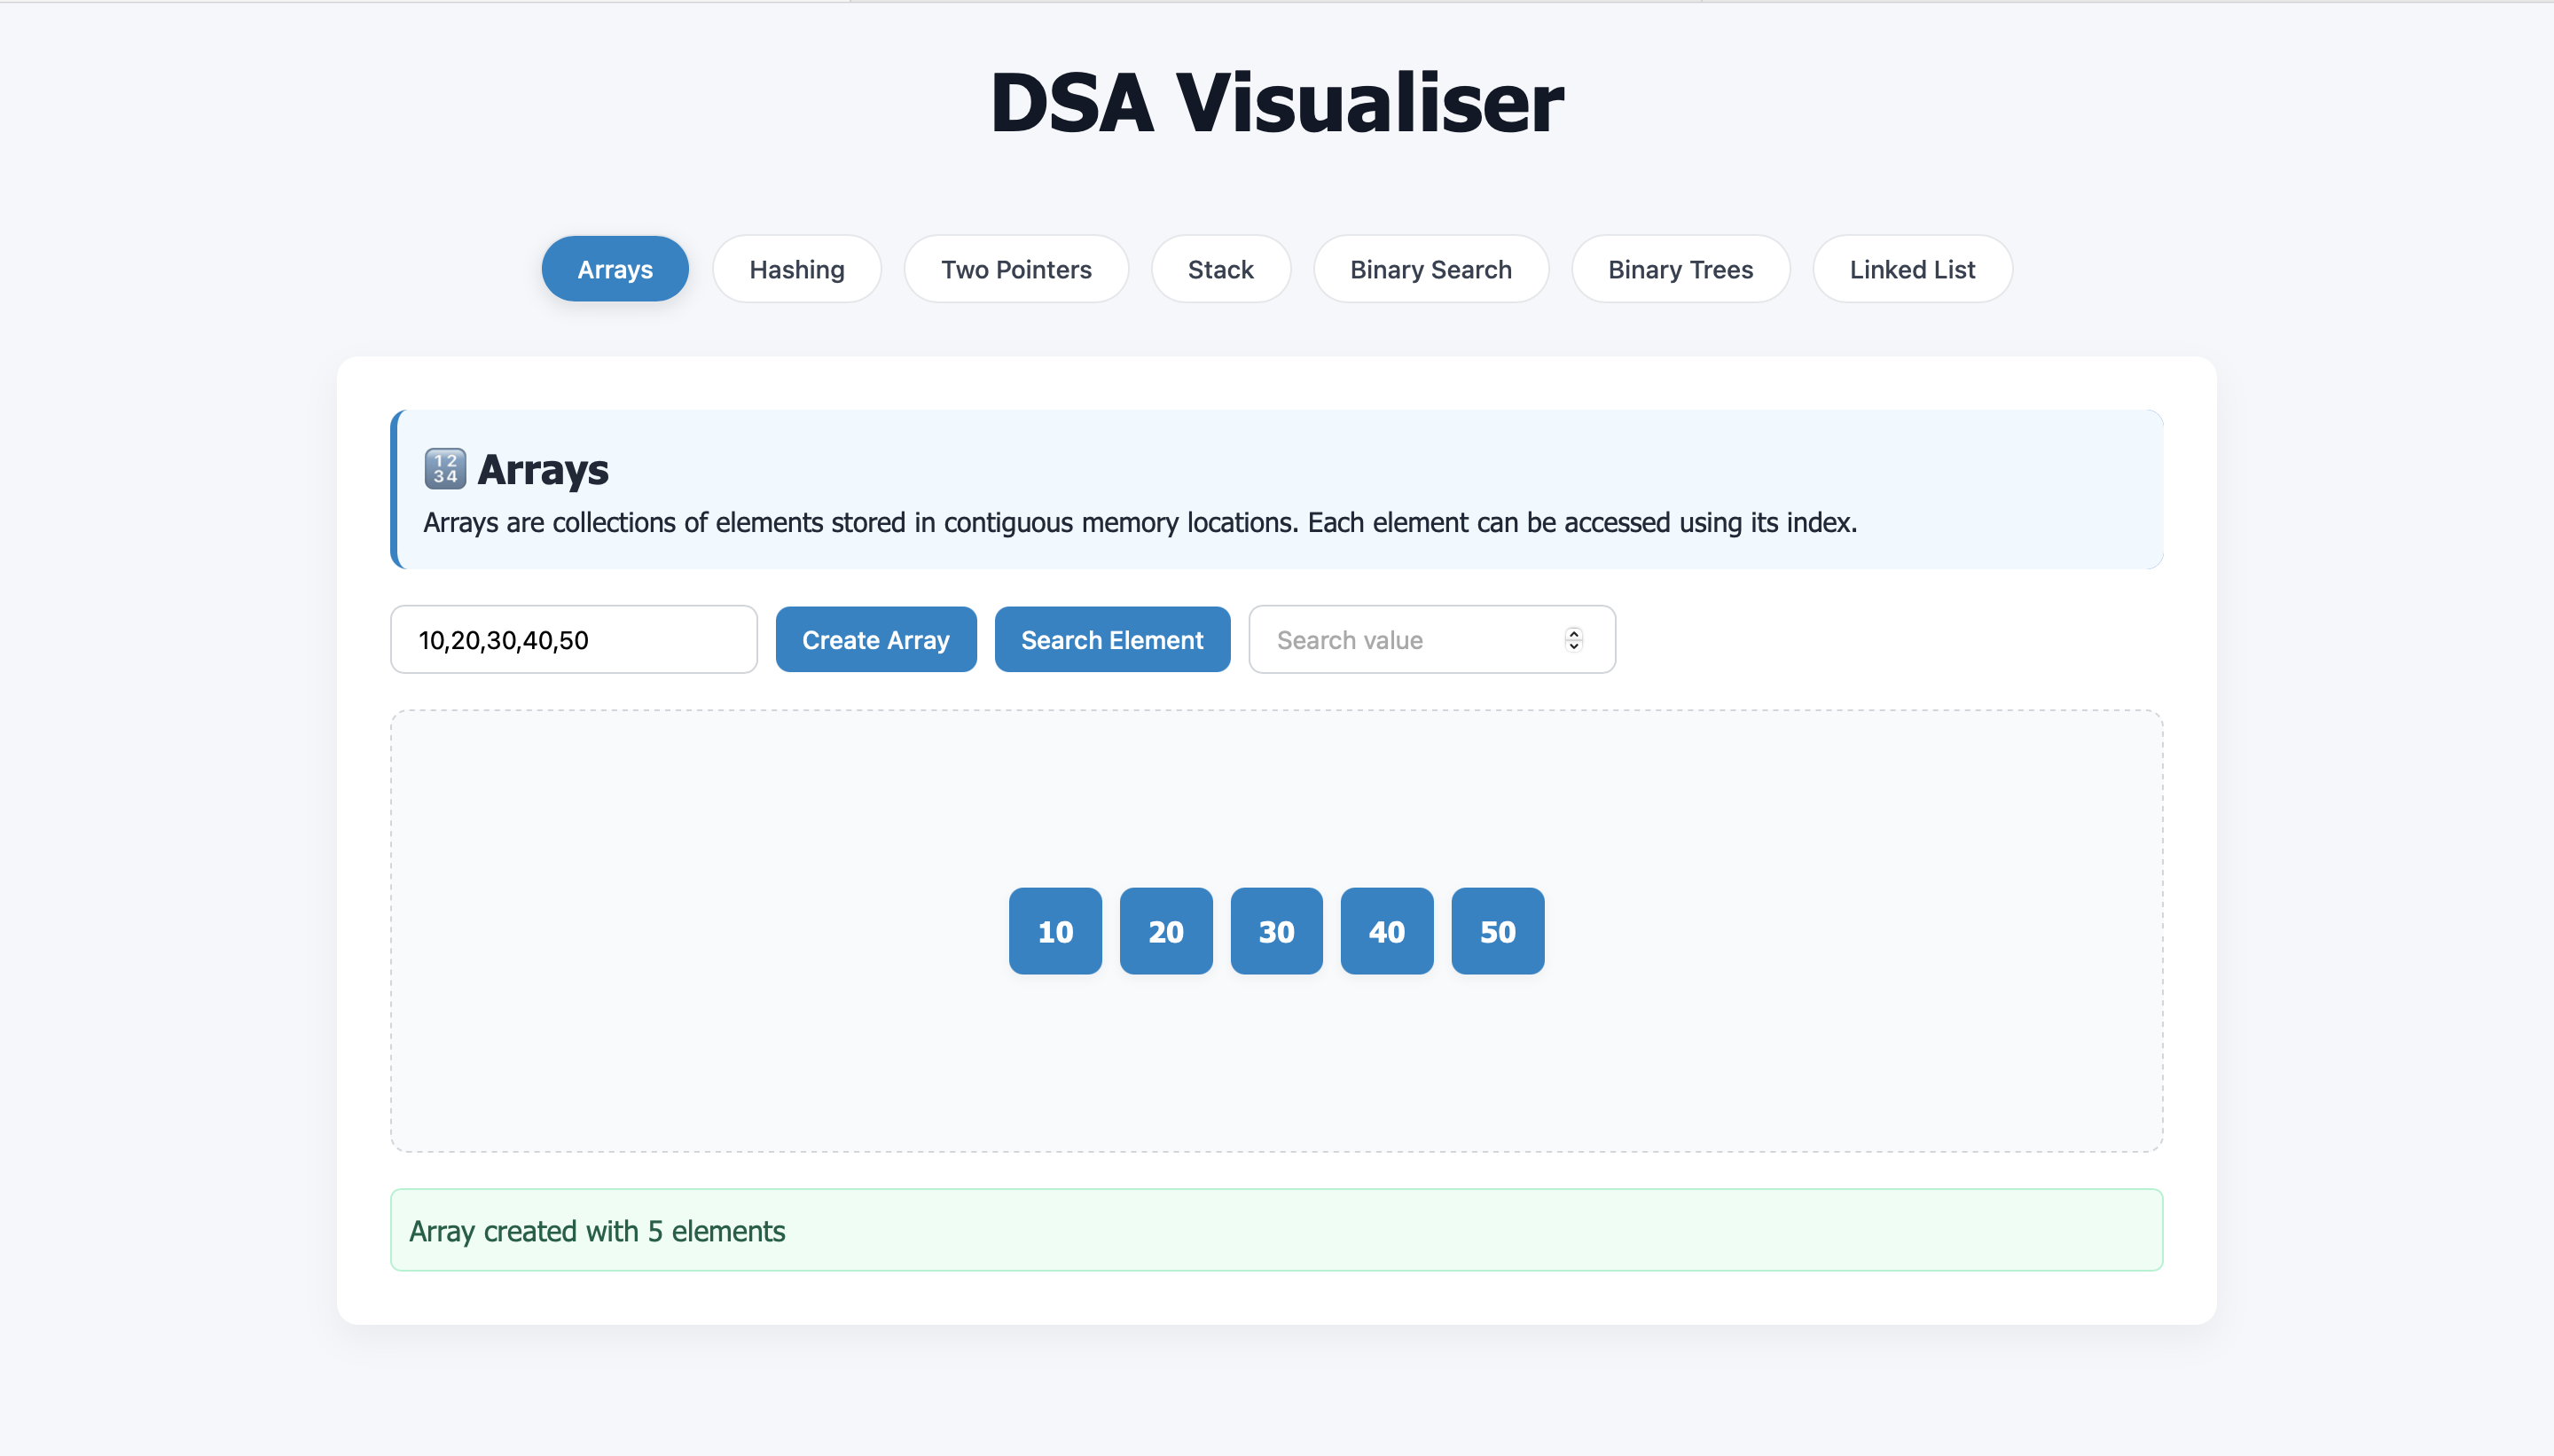 DSA Visualiser
Arrays
Hashing
Two Pointers
Stack
Binary Search
Binary Trees
Linked List
🔢 Arrays
Arrays are collections of elements stored in contiguous memory locations. Each element can be accessed using its index.
10,20,30,40,50
Create Array
Search Element
Search value
10 20 30 40 50
Array created with 5 elements